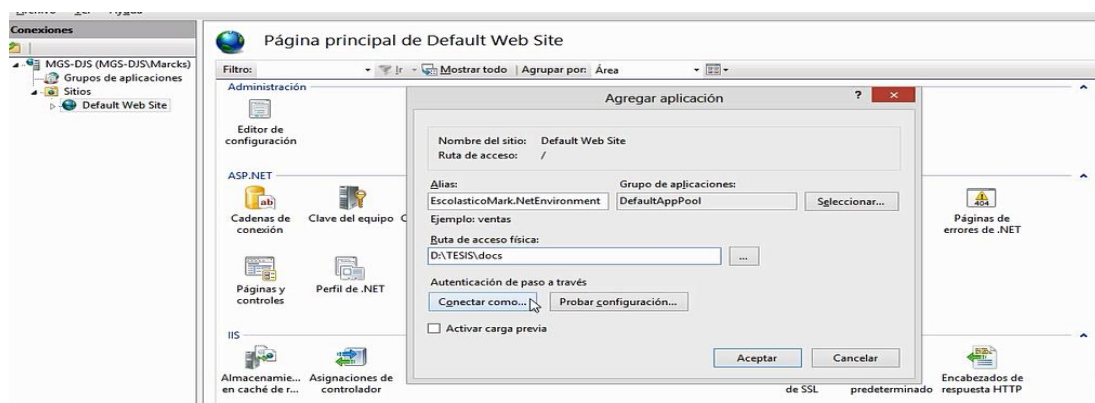 Conexiones
MGS-DJS (MGS-DJS\Marcks)
Grupos de aplicaciones
Sitios
Default Web Site
Página principal de Default Web Site
Filtro:
Ir
Mostrar todo
Agrupar por: Área
Administración
Editor de
configuración
ASP.NET
Cadenas de
conexión
Clave del equipo
Páginas y
controles
Perfil de .NET
IIS
Almacenamie...
en caché de r...
Asignaciones de
controlador
Agregar aplicación
Nombre del sitio: Default Web Site
Ruta de acceso: /
Alias:
Grupo de aplicaciones:
EscolasticoMark.NetEnvironment
DefaultAppPool
Seleccionar...
Ejemplo: ventas
Ruta de acceso física:
D:\TESIS\docs
...
Autenticación de paso a través
Conectar como...
Probar configuración...
Activar carga previa
Aceptar
Cancelar
404
Páginas de
errores de .NET
de SSL
predeterminado
Encabezados de
respuesta HTTP